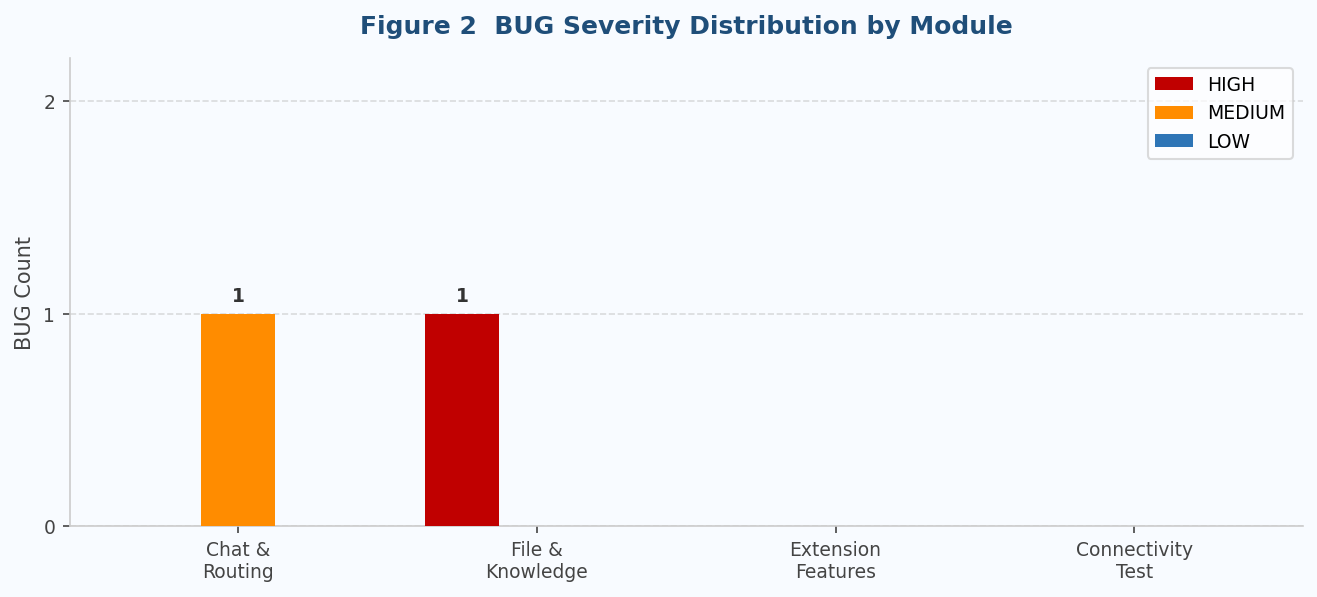 Figure 2  BUG Severity Distribution by Module
HIGH
MEDIUM
LOW
BUG Count
2
1
0
1
1
Chat &
Routing
File &
Knowledge
Extension
Features
Connectivity
Test